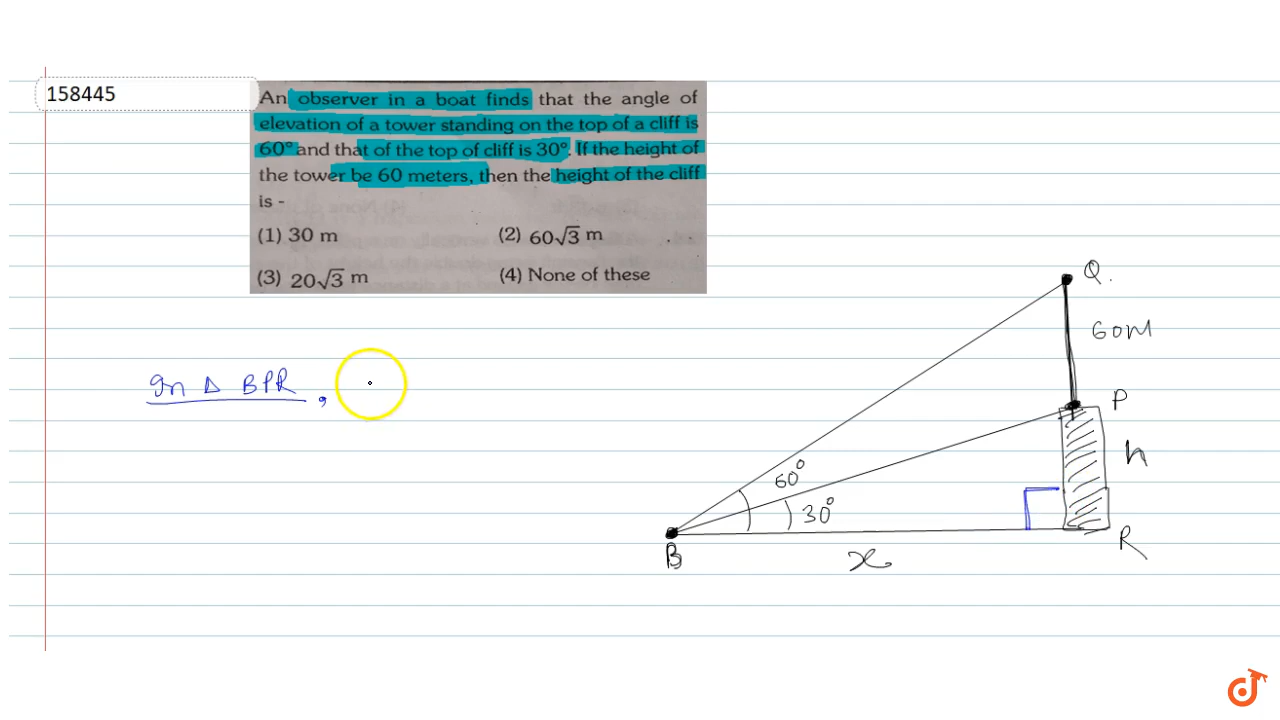 158445
An observer in a boat finds that the angle of
elevation of a tower standing on the top of a cliff is
60° and that of the top of cliff is 30°. If the height of
the tower be 60 meters, then the height of the cliff
is -
(1) 30 m (2) 60√3 m
(3) 20√3 m (4) None of these
Q.
60M
In Δ BPR,
P
h
60°
30°
R
B
x